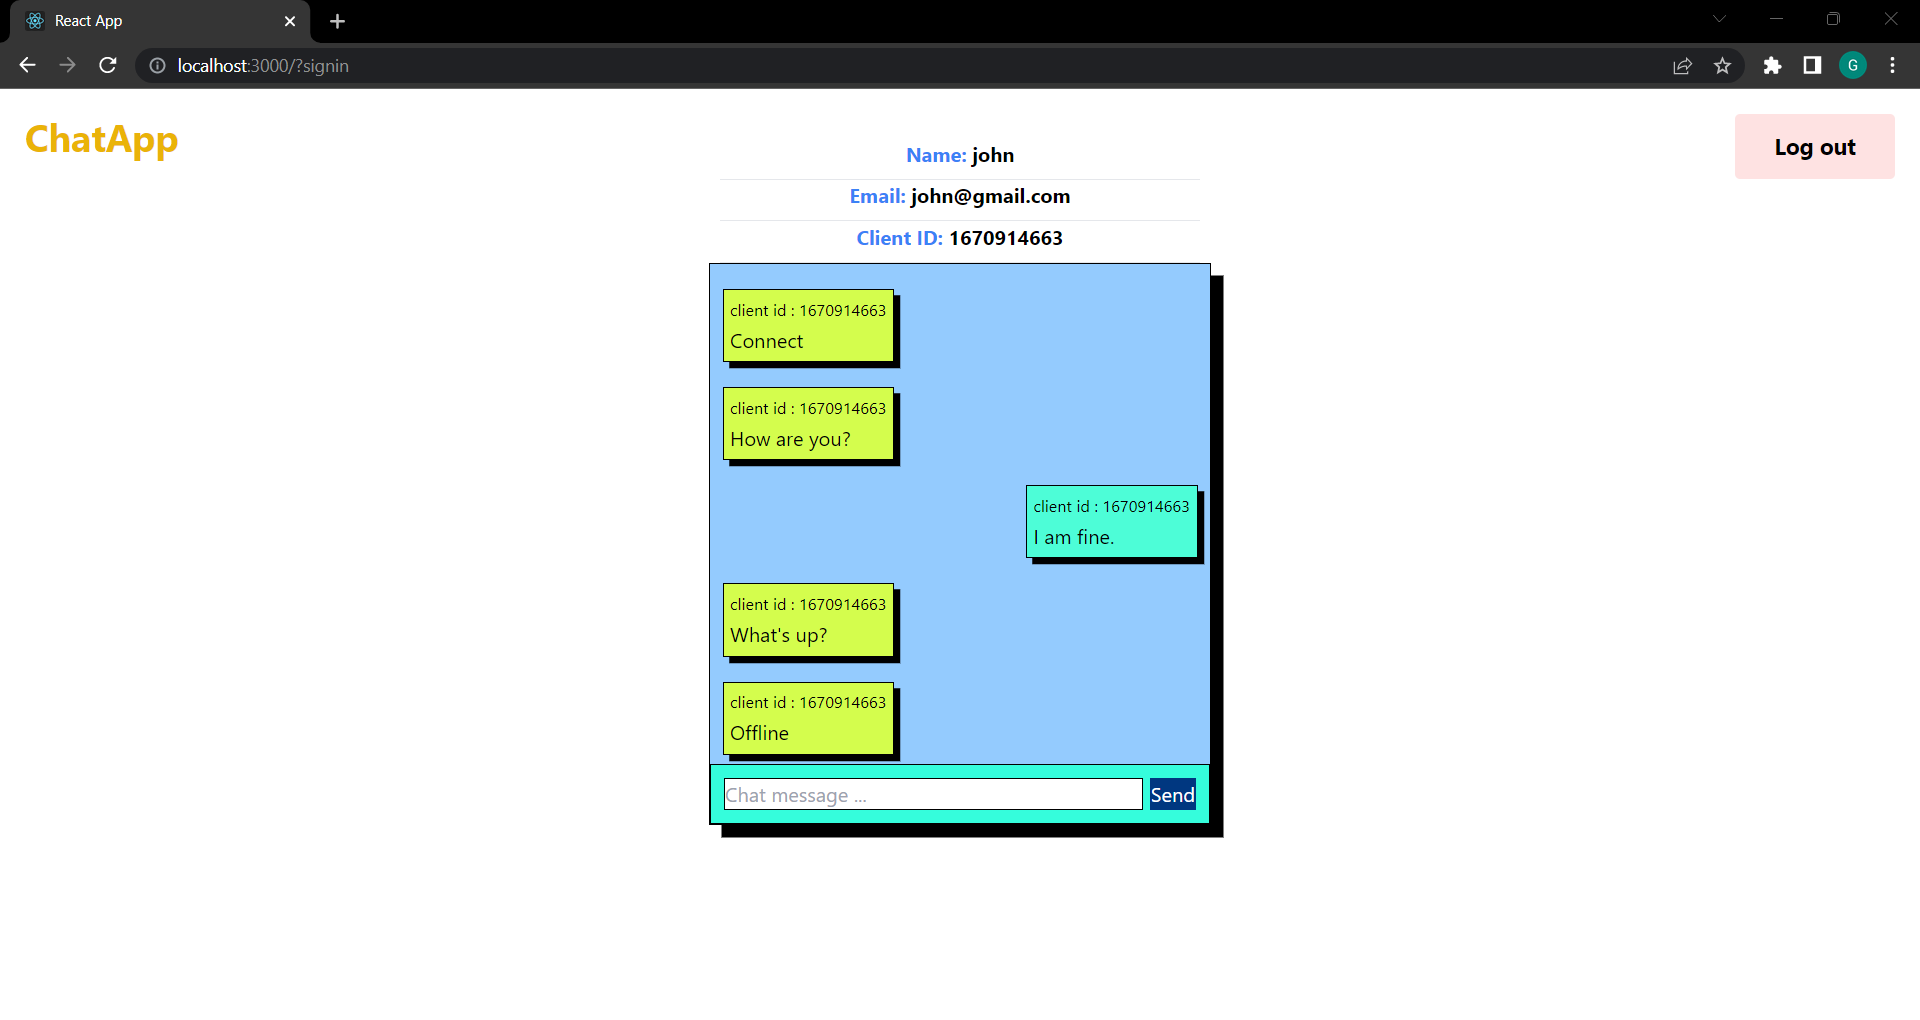 React App
localhost:3000/?signin
G
ChatApp
Log out
Name: john
Email: john@gmail.com
Client ID: 1670914663
client id : 1670914663
Connect
client id : 1670914663
How are you?
client id : 1670914663
I am fine.
client id : 1670914663
What's up?
client id : 1670914663
Offline
Chat message ...
Send